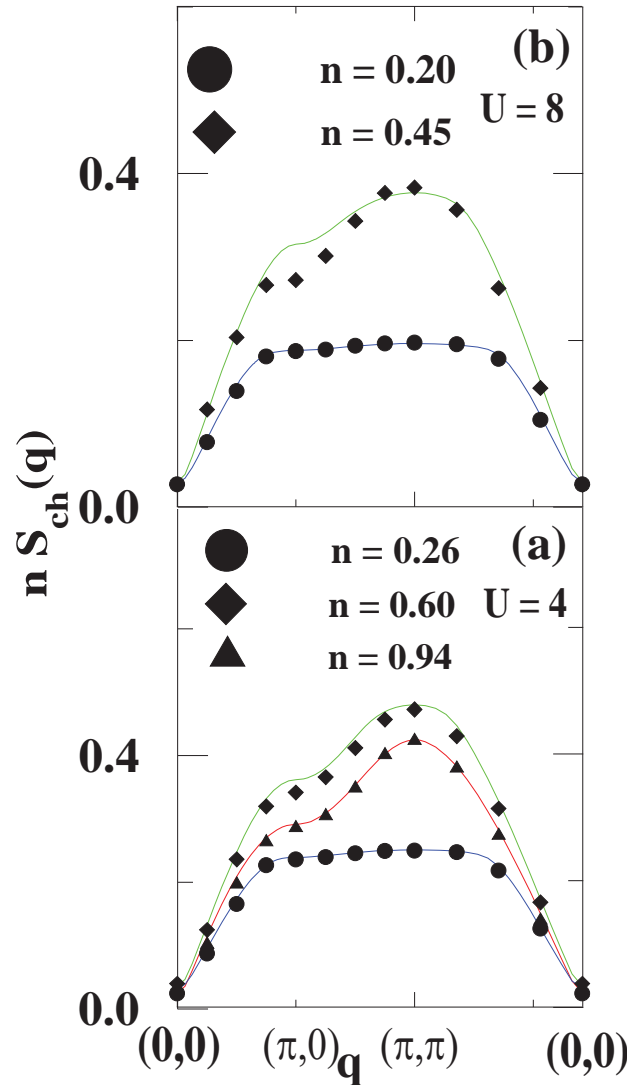 (b)
n = 0.20
U = 8
n = 0.45
0.4
0.0
n S_ch(q)
(a)
n = 0.26
n = 0.60 U = 4
n = 0.94
0.4
0.0
(0,0) (π,0) q (π,π) (0,0)